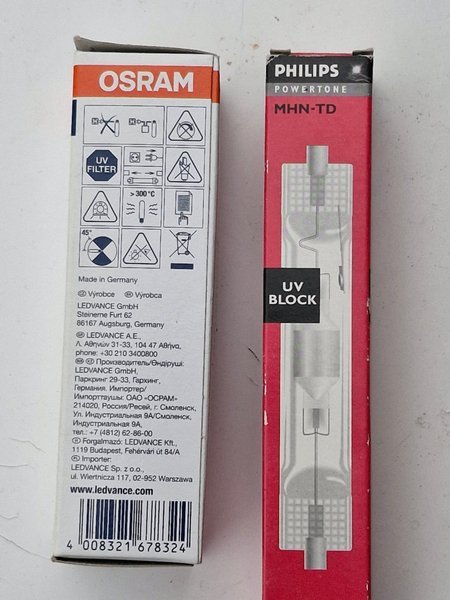 OSRAM
UV
FILTER
> 300 °C
45°
Made in Germany
CZ Výrobce SK Výrobca
LEDVANCE GmbH
Steinerne Furt 62
86167 Augsburg, Germany
GR LEDVANCE A.E.,
Λ. Αθηνών 31-33, 104 47 Αθήνα,
phone: +30 210 3400800
Производитель/Өндіруші:
LEDVANCE GmbH,
Паркринг 29-33, Гархинг,
Германия. Импортер/
Импорттаушы: ОАО «ОСРАМ»
214020, Россия/Ресей, г. Смоленск,
Ул. Индустриальная 9А/Смоленск,
Индустриальная 9А,
тел.: +7 (4812) 62-86-00
Forgalmazó: LEDVANCE Kft.,
1119 Budapest, Fehérvári út 84/A
Importer:
LEDVANCE Sp. z o.o.,
ul. Wiertnicza 117, 02-952 Warszawa
www.ledvance.com
4 008321 678324
PHILIPS
POWERTONE
MHN-TD
UV
BLOCK